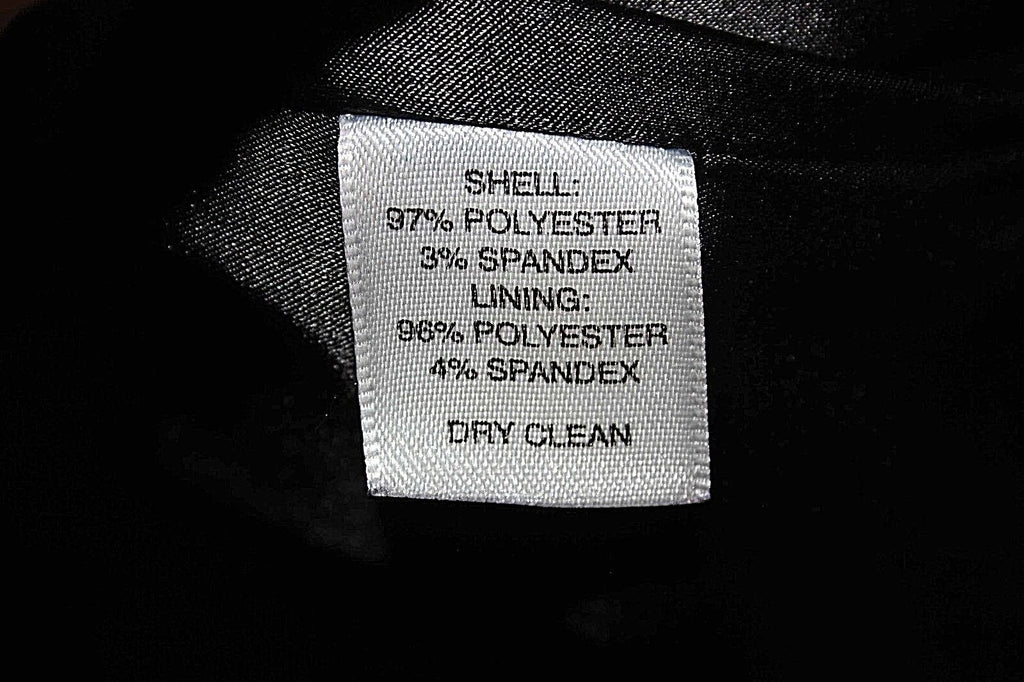 SHELL:
97% POLYESTER
3% SPANDEX
LINING:
96% POLYESTER
4% SPANDEX
DRY CLEAN